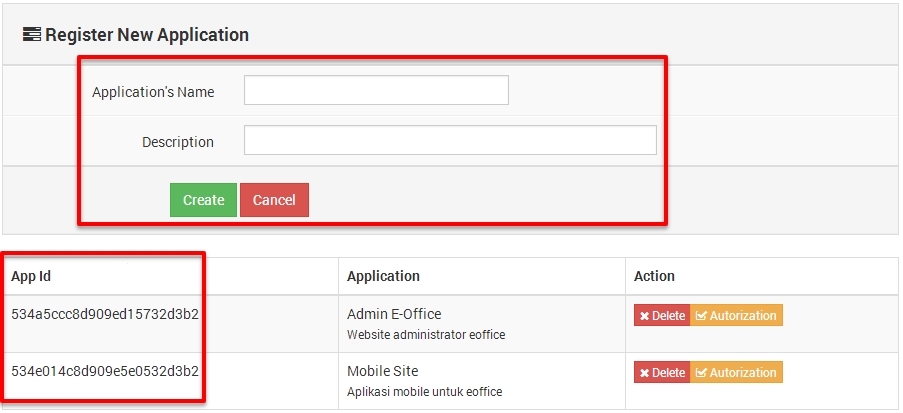 Register New Application
Application's Name
Description
Create Cancel
App Id Application Action
534a5ccc8d909ed15732d3b2 Admin E-Office Delete Autorization
Website administrator eoffice
534e014c8d909e5e0532d3b2 Mobile Site Delete Autorization
Aplikasi mobile untuk eoffice